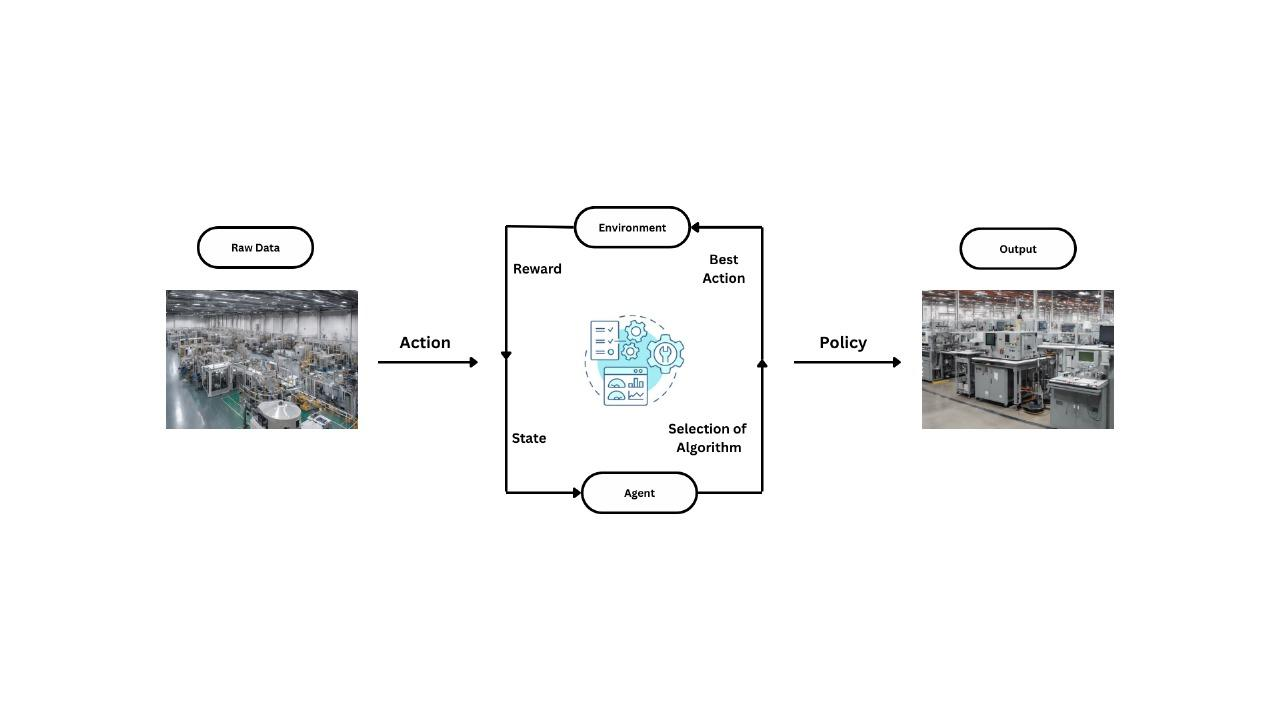 Raw Data
Action
Environment
Reward
Best
Action
State
Selection of
Algorithm
Agent
Policy
Output